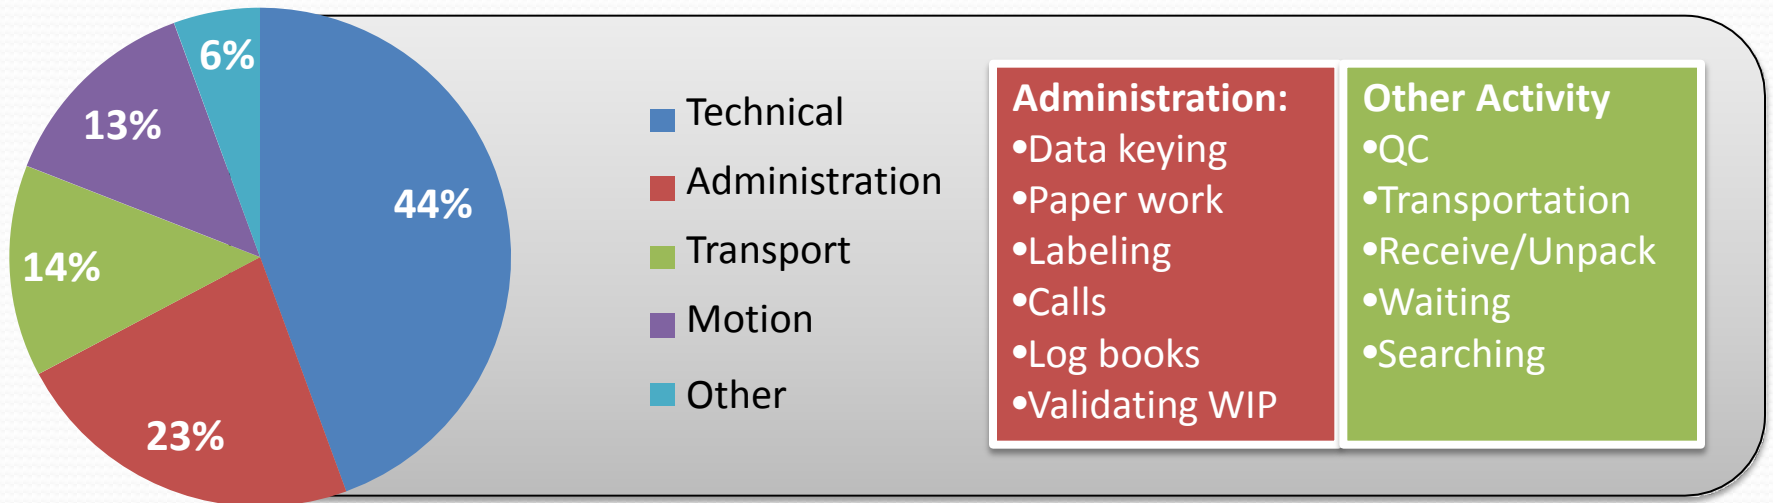 6%
13%
44%
14%
23%
Technical
Administration
Transport
Motion
Other
Administration:
•Data keying
•Paper work
•Labeling
•Calls
•Log books
•Validating WIP
Other Activity
•QC
•Transportation
•Receive/Unpack
•Waiting
•Searching